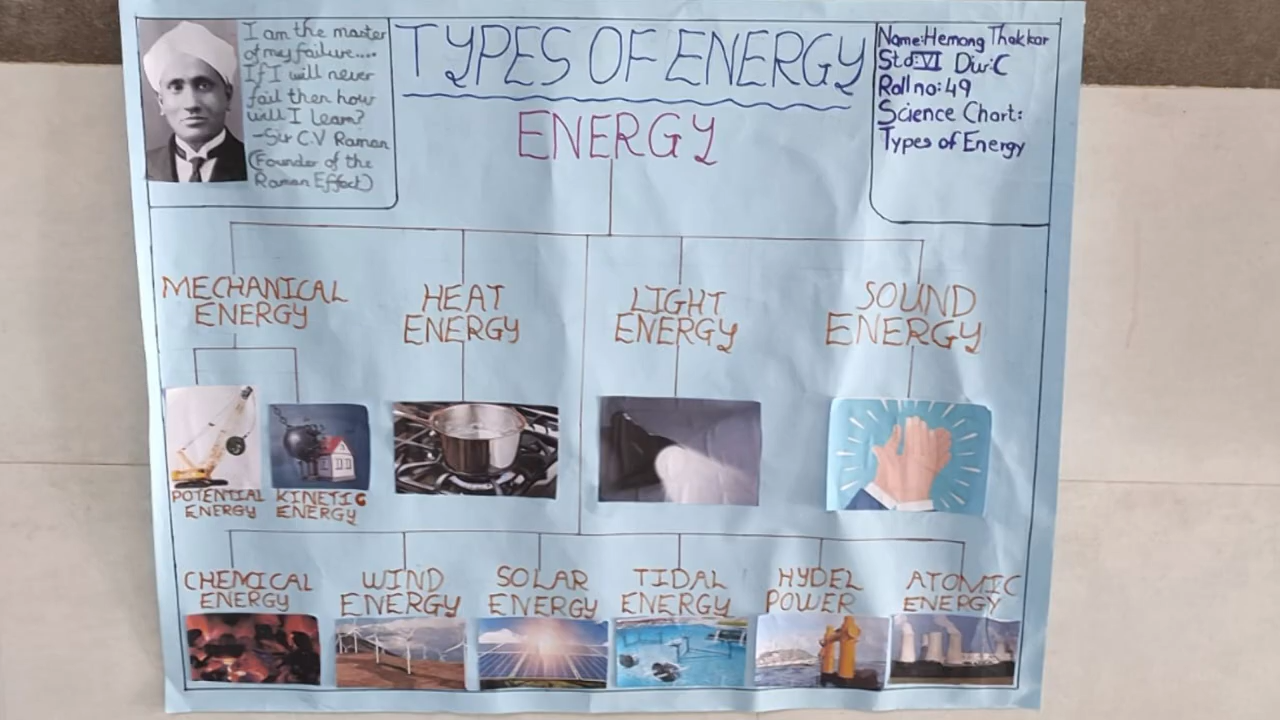 I am the master
of my failure....
If I will never
fail then how
will I learn?
-Sir C.V Raman
(Founder of the
Raman Effect)
TYPES OF ENERGY
ENERGY
Name:Hemang Thakkar
Std:VI Div:C
Roll no:49
Science Chart:
Types of Energy
MECHANICAL
ENERGY
HEAT
ENERGY
LIGHT
ENERGY
SOUND
ENERGY
POTENTIAL
ENERGY
KINETIC
ENERGY
CHEMICAL
ENERGY
WIND
ENERGY
SOLAR
ENERGY
TIDAL
ENERGY
HYDEL
POWER
ATOMIC
ENERGY